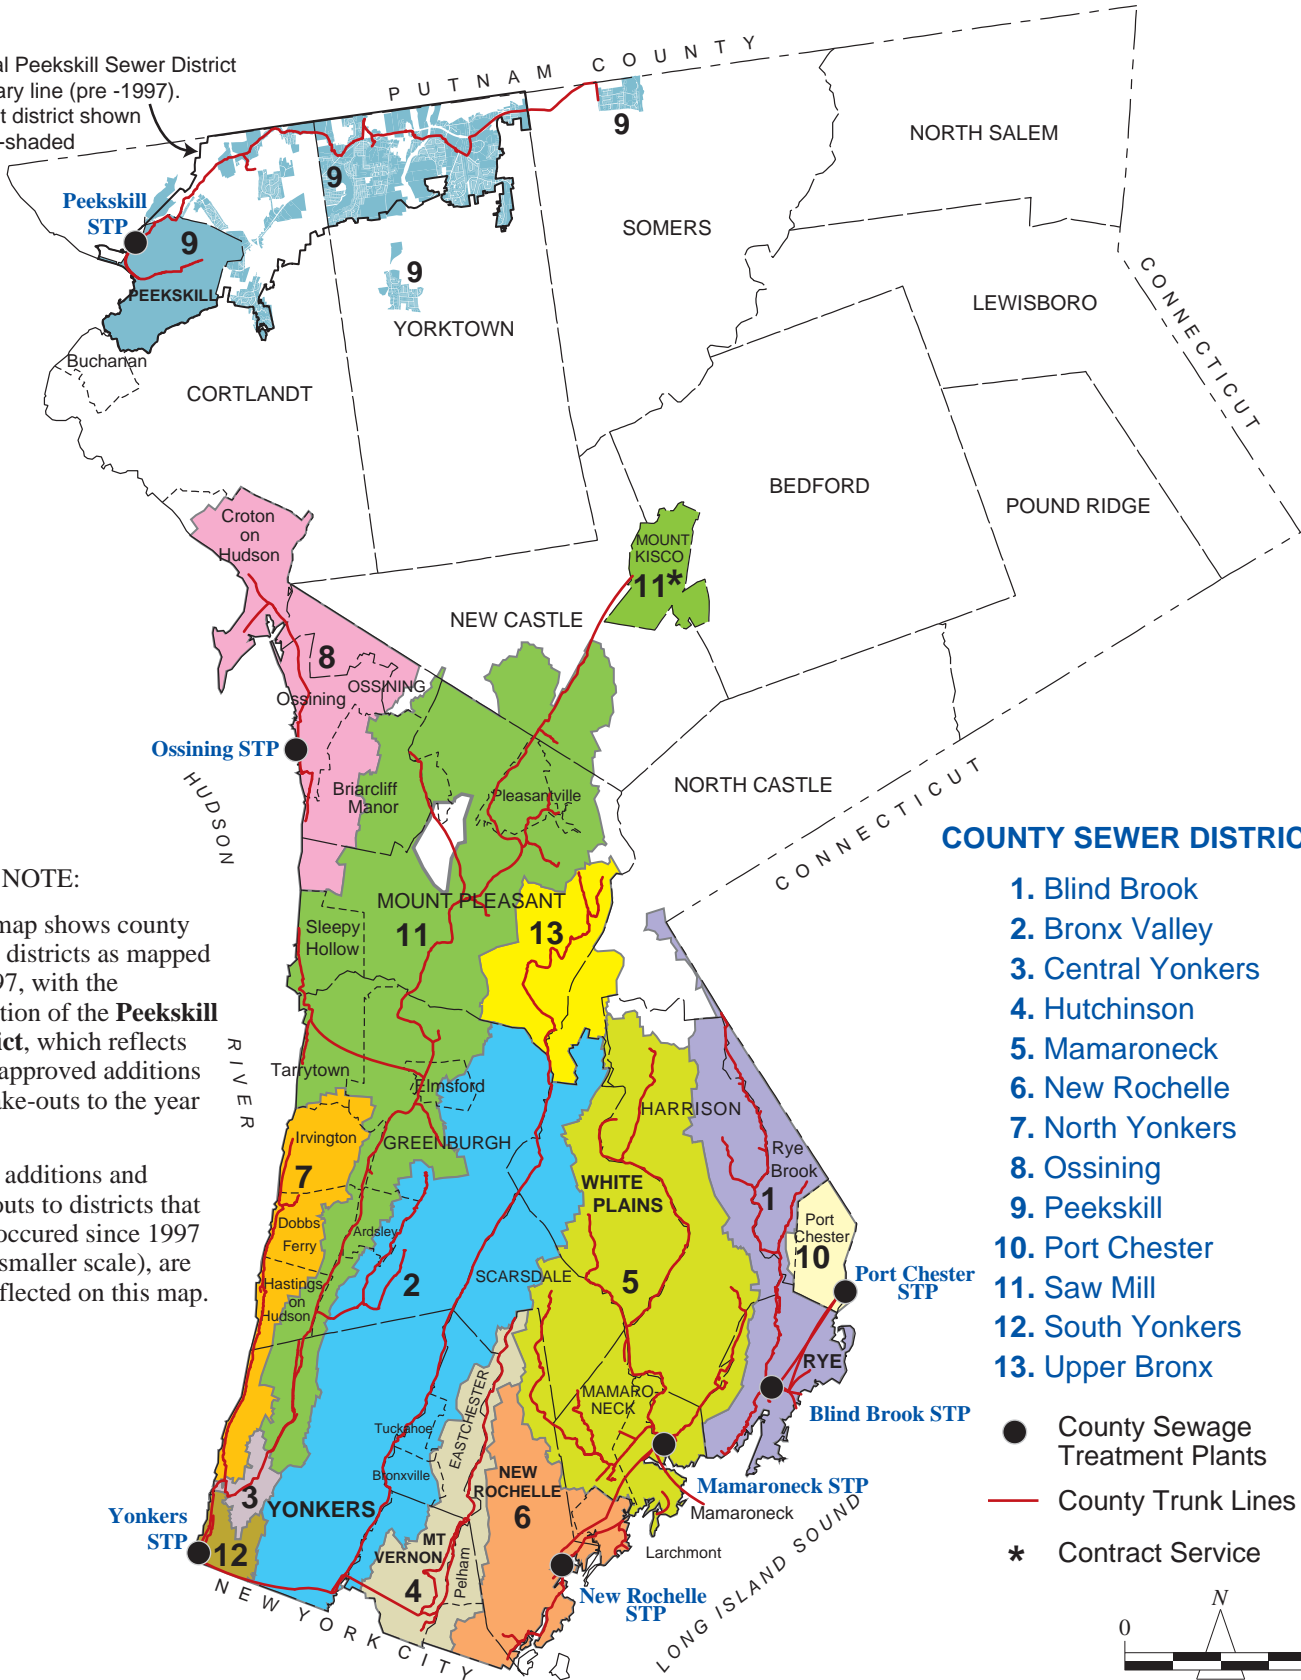 al Peekskill Sewer District
ary line (pre -1997).
t district shown
-shaded
PUTNAM COUNTY
9
NORTH SALEM
9
Peekskill
STP
9
SOMERS
9
PEEKSKILL
YORKTOWN
LEWISBORO
CONNECTICUT
Buchanan
CORTLANDT
BEDFORD
POUND RIDGE
Croton
on
Hudson
MOUNT
KISCO
11*
NEW CASTLE
8
OSSINING
Ossining
Ossining STP
HUDSON
Briarcliff
Manor
Pleasantville
NORTH CASTLE
CONNECTICUT
MOUNT PLEASANT
Sleepy
Hollow
11
13
RIVER
Tarrytown
Elmsford
HARRISON
Irvington
GREENBURGH
Rye
Brook
7
WHITE
PLAINS
1
Dobbs
Ferry
Ardsley
Port
Chester
10
2
SCARSDALE
5
Port Chester
STP
Hastings
on
Hudson
RYE
EASTCHESTER
MAMARO-
NECK
Blind Brook STP
Tuckahoe
Bronxville
NEW
ROCHELLE
6
Mamaroneck STP
Mamaroneck
3
YONKERS
Yonkers
STP
12
MT
VERNON
4
Pelham
Larchmont
New Rochelle
STP
LONG ISLAND SOUND
NEW YORK CITY
NOTE:
map shows county
districts as mapped
97, with the
tion of the Peekskill
ict, which reflects
approved additions
ake-outs to the year
additions and
outs to districts that
occured since 1997
smaller scale), are
flected on this map.
COUNTY SEWER DISTRIC
1. Blind Brook
2. Bronx Valley
3. Central Yonkers
4. Hutchinson
5. Mamaroneck
6. New Rochelle
7. North Yonkers
8. Ossining
9. Peekskill
10. Port Chester
11. Saw Mill
12. South Yonkers
13. Upper Bronx
County Sewage
Treatment Plants
County Trunk Lines
* Contract Service
N
0